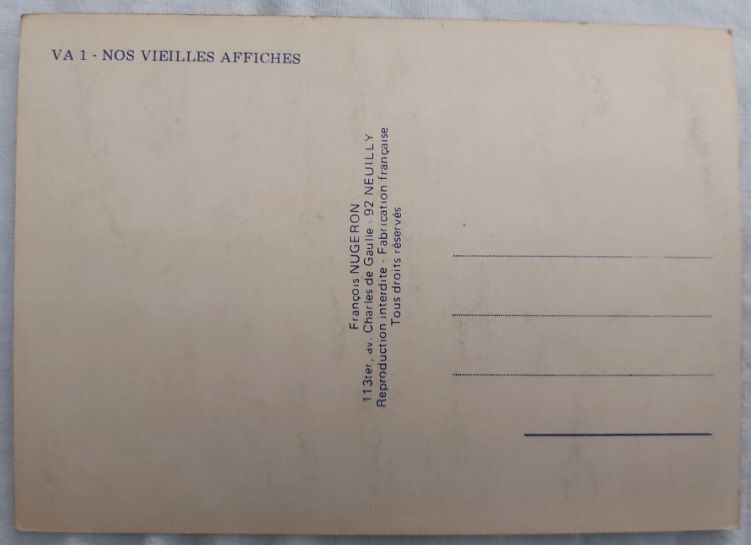 VA 1 - NOS VIEILLES AFFICHES
François NUGERON
113ter, av. Charles de Gaulle - 92 NEUILLY
Reproduction interdite - Fabrication française
Tous droits réservés